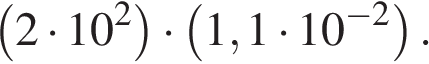 (2 · 10²) · (1,1 · 10⁻²).